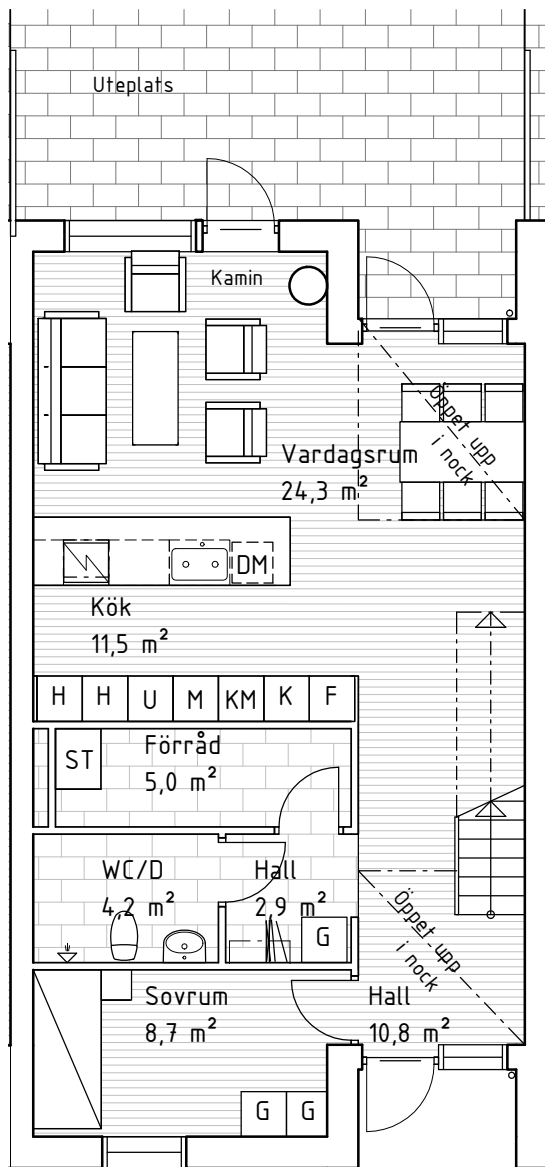 Uteplats
Kamin
Öppet upp
i nock
Vardagsrum
24,3 m²
DM
Kök
11,5 m²
H H U M KM K F
ST
Förråd
5,0 m²
WC/D
4,2 m²
Hall
2,9 m²
G
Öppet upp
i nock
Sovrum
8,7 m²
Hall
10,8 m²
G G